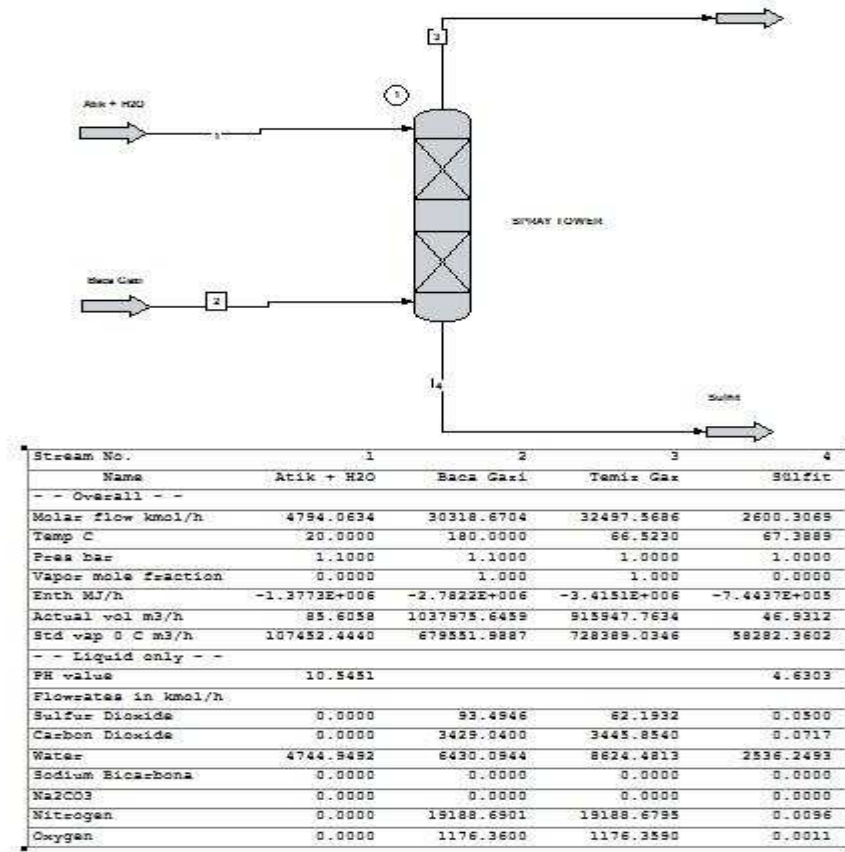 3
1
Atik + H2O
1
SPRAY TOWER
Baca Gazi
2
4
Sulfit
Stream No. 1 2 3 4
Name Atik + H2O Baca Gazi Temiz Gaz Sülfit
- - Overall - -
Molar flow kmol/h 4794.0634 30318.6704 32497.5686 2600.3069
Temp C 20.0000 180.0000 66.5230 67.3889
Pres bar 1.1000 1.1000 1.0000 1.0000
Vapor mole fraction 0.0000 1.000 1.000 0.0000
Enth MJ/h -1.3773E+006 -2.7822E+006 -3.4151E+006 -7.4437E+005
Actual vol m3/h 85.6058 1037975.6459 915947.7634 46.9312
Std vap 0 C m3/h 107452.4440 679551.9887 728389.0346 58282.3602
- - Liquid only - -
PH value 10.5451 4.6303
Flowrates in kmol/h
Sulfur Dioxide 0.0000 93.4946 62.1932 0.0500
Carbon Dioxide 0.0000 3429.0400 3445.8540 0.0717
Water 4744.9492 6430.0944 8624.4813 2536.2493
Sodium Bicarbona 0.0000 0.0000 0.0000 0.0000
Na2CO3 0.0000 0.0000 0.0000 0.0000
Nitrogen 0.0000 19188.6901 19188.6795 0.0096
Oxygen 0.0000 1176.3600 1176.3590 0.0011